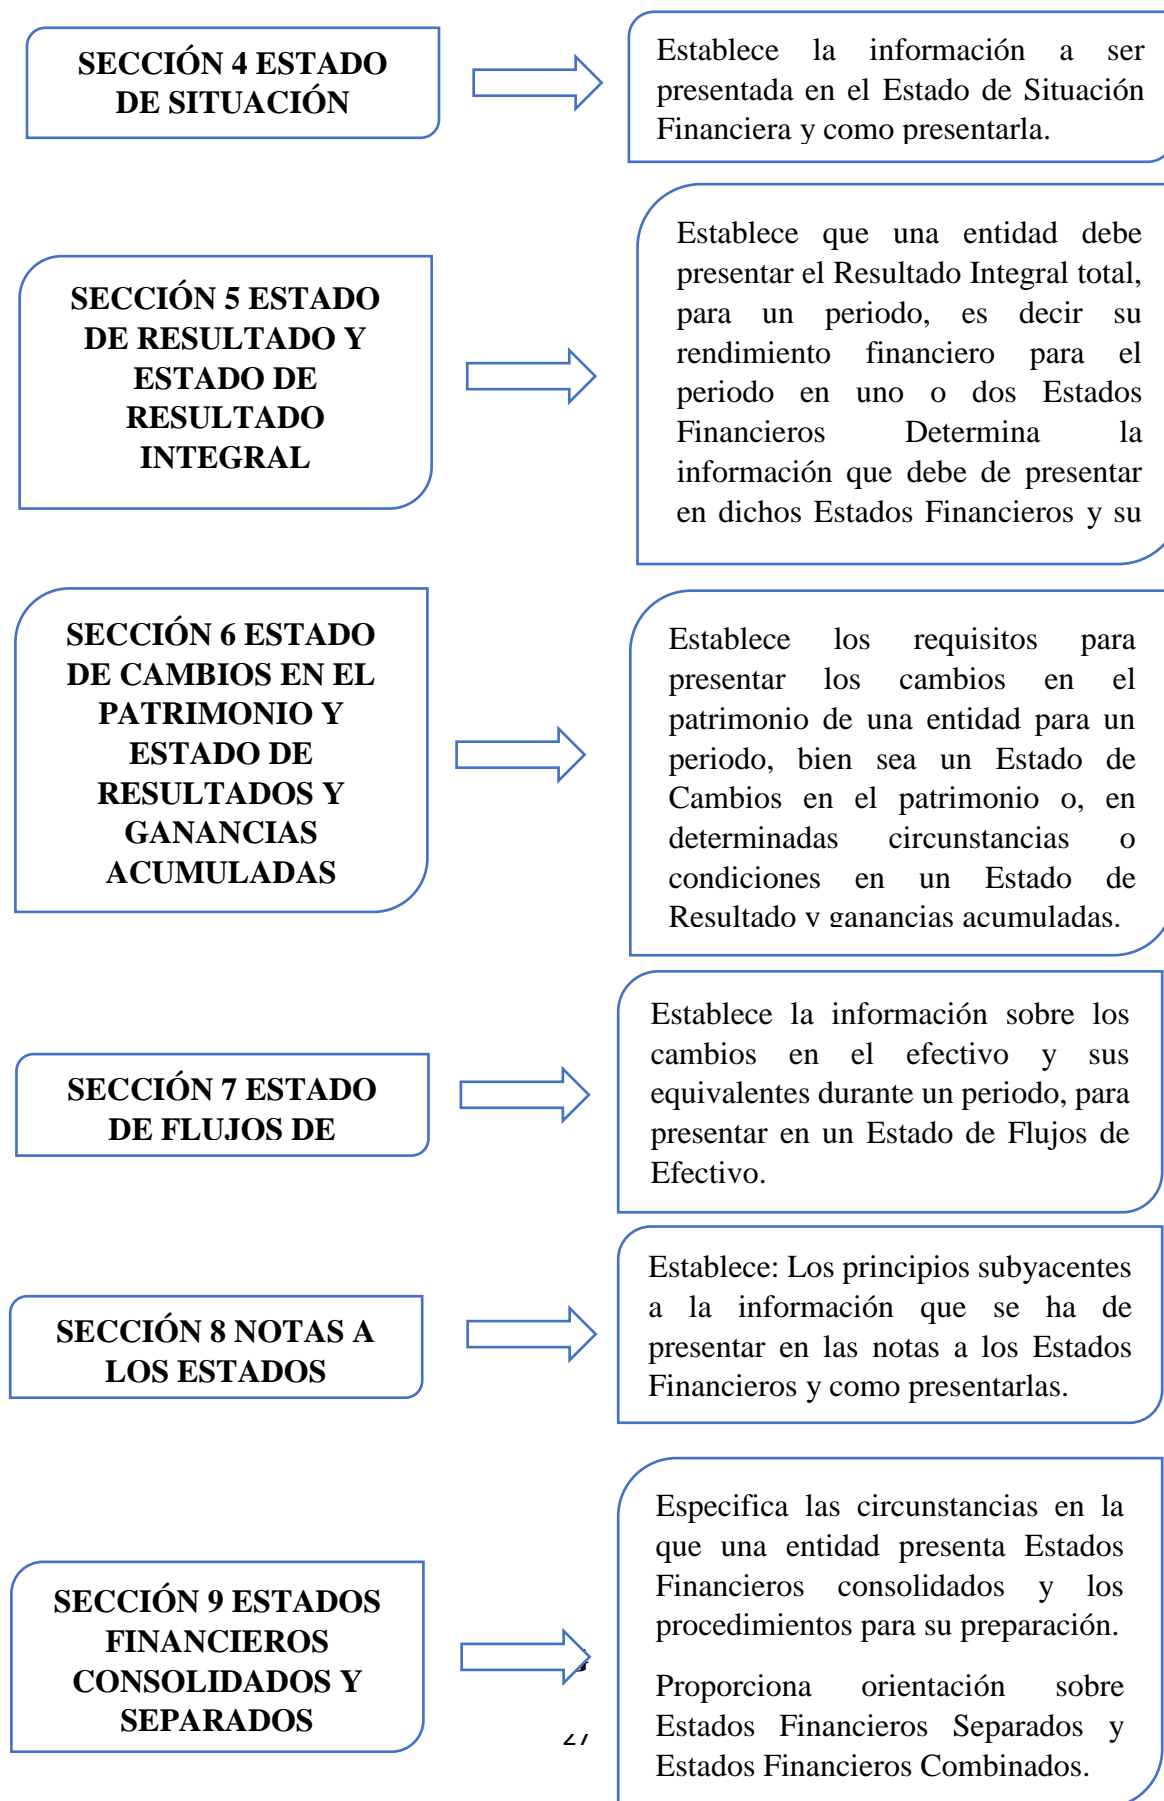 SECCIÓN 4 ESTADO
DE SITUACIÓN
Establece la información a ser
presentada en el Estado de Situación
Financiera y como presentarla.
SECCIÓN 5 ESTADO
DE RESULTADO Y
ESTADO DE
RESULTADO
INTEGRAL
Establece que una entidad debe
presentar el Resultado Integral total,
para un periodo, es decir su
rendimiento financiero para el
periodo en uno o dos Estados
Financieros Determina la
información que debe de presentar
en dichos Estados Financieros y su
SECCIÓN 6 ESTADO
DE CAMBIOS EN EL
PATRIMONIO Y
ESTADO DE
RESULTADOS Y
GANANCIAS
ACUMULADAS
Establece los requisitos para
presentar los cambios en el
patrimonio de una entidad para un
periodo, bien sea un Estado de
Cambios en el patrimonio o, en
determinadas circunstancias o
condiciones en un Estado de
Resultado y ganancias acumuladas.
SECCIÓN 7 ESTADO
DE FLUJOS DE
Establece la información sobre los
cambios en el efectivo y sus
equivalentes durante un periodo, para
presentar en un Estado de Flujos de
Efectivo.
SECCIÓN 8 NOTAS A
LOS ESTADOS
Establece: Los principios subyacentes
a la información que se ha de
presentar en las notas a los Estados
Financieros y como presentarlas.
SECCIÓN 9 ESTADOS
FINANCIEROS
CONSOLIDADOS Y
SEPARADOS
Especifica las circunstancias en la
que una entidad presenta Estados
Financieros consolidados y los
procedimientos para su preparación.
Proporciona orientación sobre
Estados Financieros Separados y
Estados Financieros Combinados.
27